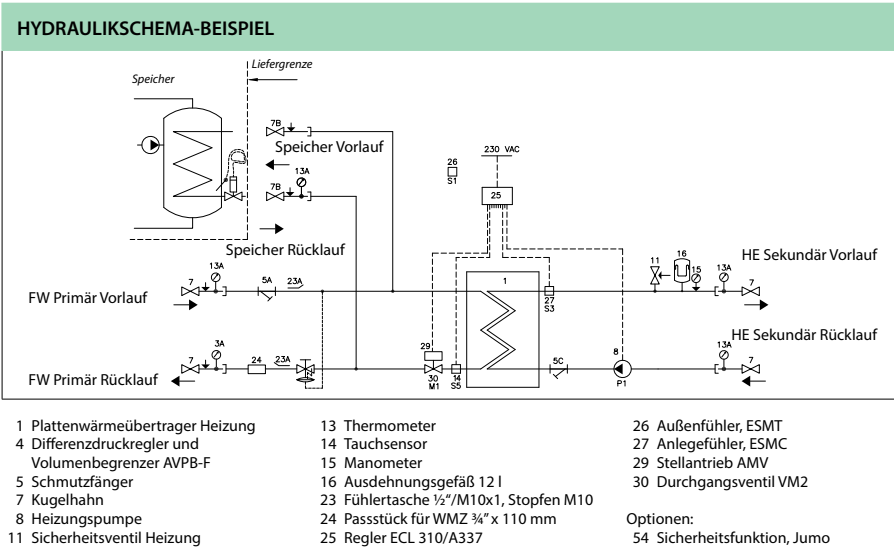 HYDRAULIKSCHEMA-BEISPIEL
Speicher
Liefergrenze
7B
Speicher Vorlauf
13A
7B
Speicher Rücklauf
230 VAC
26
S1
25
13A
7
5A
23A
FW Primär Vorlauf
1
27
S3
11
16
15
13A
7
HE Sekundär Vorlauf
3A
7
24
23A
FW Primär Rücklauf
29
30
M1
14
S5
5C
8
P1
13A
7
HE Sekundär Rücklauf
1 Plattenwärmeübertrager Heizung
4 Differenzdruckregler und
Volumenbegrenzer AVPB-F
5 Schmutzfänger
7 Kugelhahn
8 Heizungspumpe
11 Sicherheitsventil Heizung
13 Thermometer
14 Tauchsensor
15 Manometer
16 Ausdehnungsgefäß 12 l
23 Fühlertasche ½“/M10x1, Stopfen M10
24 Passstück für WMZ ¾“ x 110 mm
25 Regler ECL 310/A337
26 Außenfühler, ESMT
27 Anlegefühler, ESMC
29 Stellantrieb AMV
30 Durchgangsventil VM2
Optionen:
54 Sicherheitsfunktion, Jumo